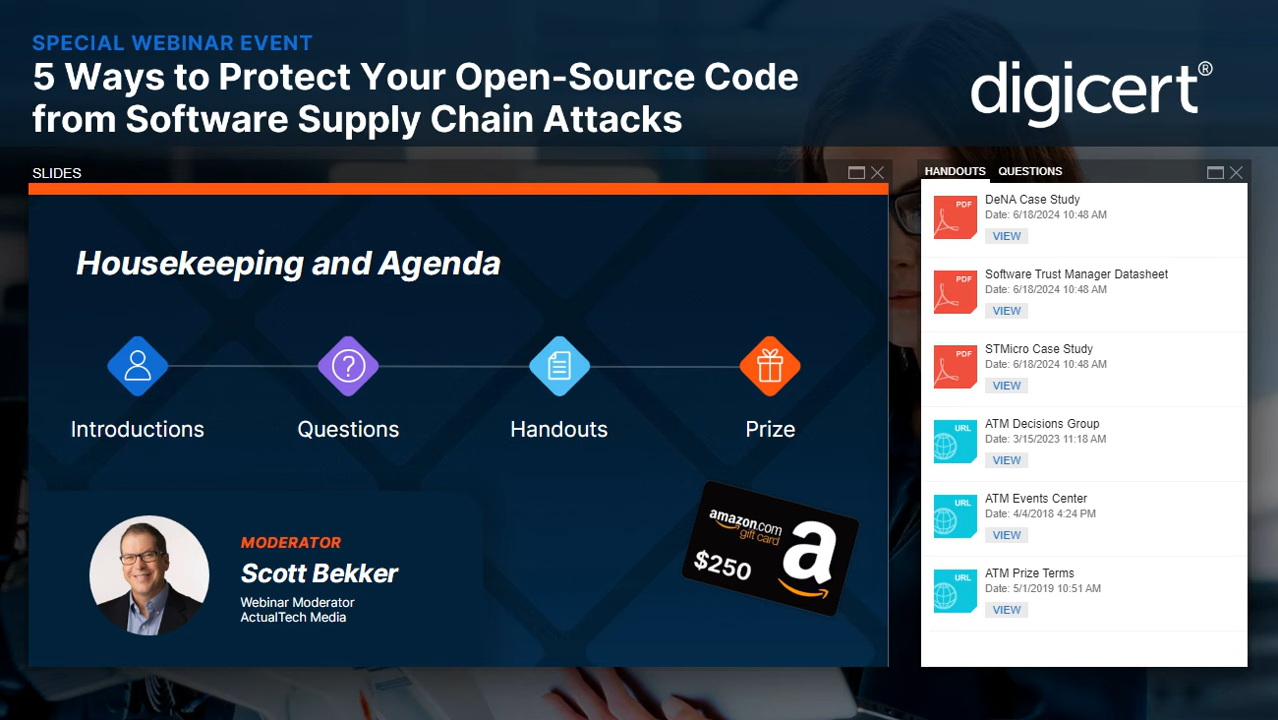 SPECIAL WEBINAR EVENT
5 Ways to Protect Your Open-Source Code
from Software Supply Chain Attacks
digicert®
SLIDES
Housekeeping and Agenda
Introductions
Questions
Handouts
Prize
MODERATOR
Scott Bekker
Webinar Moderator
ActualTech Media
amazon.com
gift card
$250
a
HANDOUTS QUESTIONS
PDF
DeNA Case Study
Date: 6/18/2024 10:48 AM
VIEW
PDF
Software Trust Manager Datasheet
Date: 6/18/2024 10:48 AM
VIEW
PDF
STMicro Case Study
Date: 6/18/2024 10:48 AM
VIEW
URL
ATM Decisions Group
Date: 3/15/2023 11:18 AM
VIEW
URL
ATM Events Center
Date: 4/4/2018 4:24 PM
VIEW
URL
ATM Prize Terms
Date: 5/1/2019 10:51 AM
VIEW